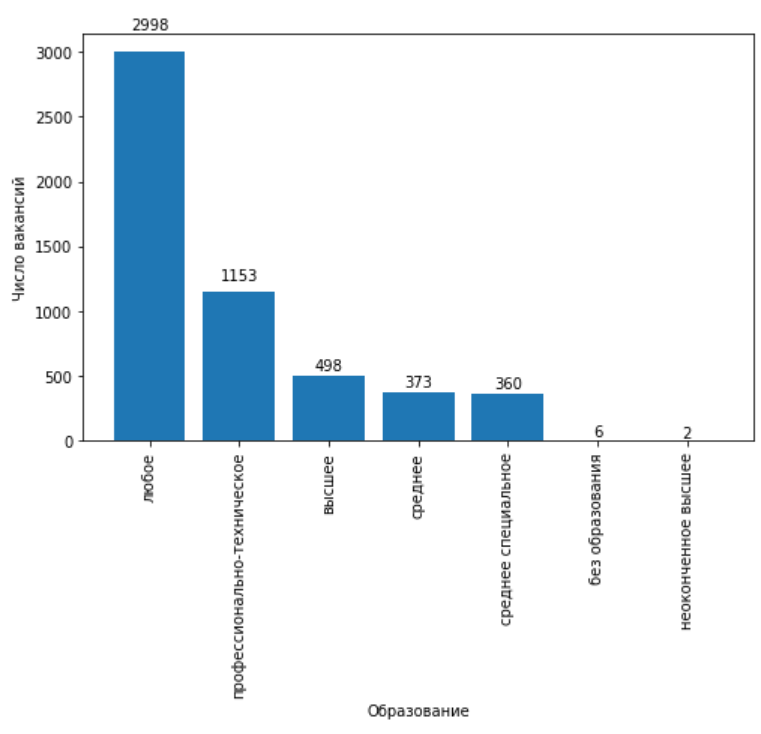 2998
3000
2500
2000
1500
1000
500
0
Число вакансий
1153
498
373
360
6
2
любое
профессионально-техническое
высшее
среднее
среднее специальное
без образования
неоконченное высшее
Образование